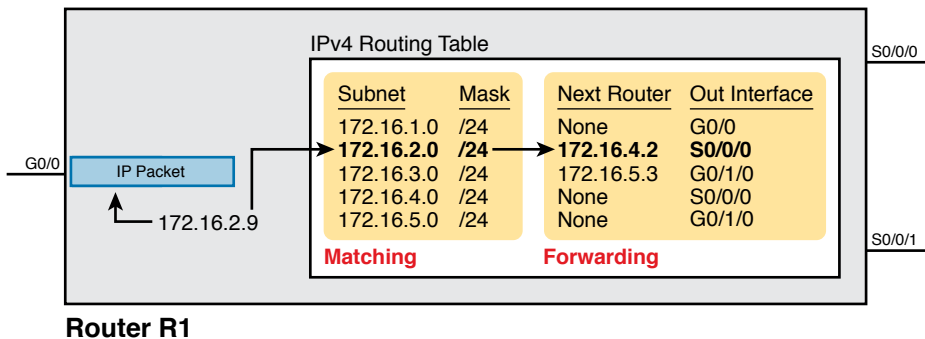 IPv4 Routing Table
S0/0/0
Subnet Mask Next Router Out Interface
172.16.1.0 /24 None G0/0
172.16.2.0 /24 172.16.4.2 S0/0/0
172.16.3.0 /24 172.16.5.3 G0/1/0
172.16.4.0 /24 None S0/0/0
172.16.5.0 /24 None G0/1/0
G0/0
IP Packet
172.16.2.9
Matching Forwarding
S0/0/1
Router R1